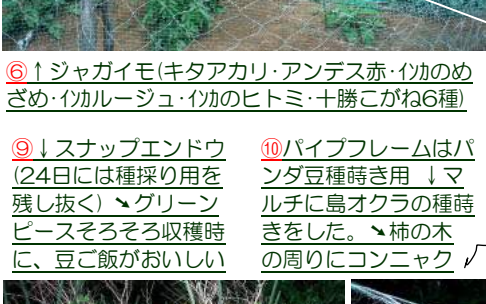 ⑥↑ジャガイモ(キタアカリ・アンデス赤・ｲﾝｶのめ
ざめ・ｲﾝｶルージュ・ｲﾝｶのヒトミ・十勝こがね6種)
⑨↓スナップエンドウ
(24日には種採り用を
残し抜く) ➘グリーン
ピースそろそろ収穫時
に、豆ご飯がおいしい
⑩パイプフレームはパ
ンダ豆種蒔き用 ↓マ
ルチに島オクラの種蒔
きをした。➘柿の木
の周りにコンニャク